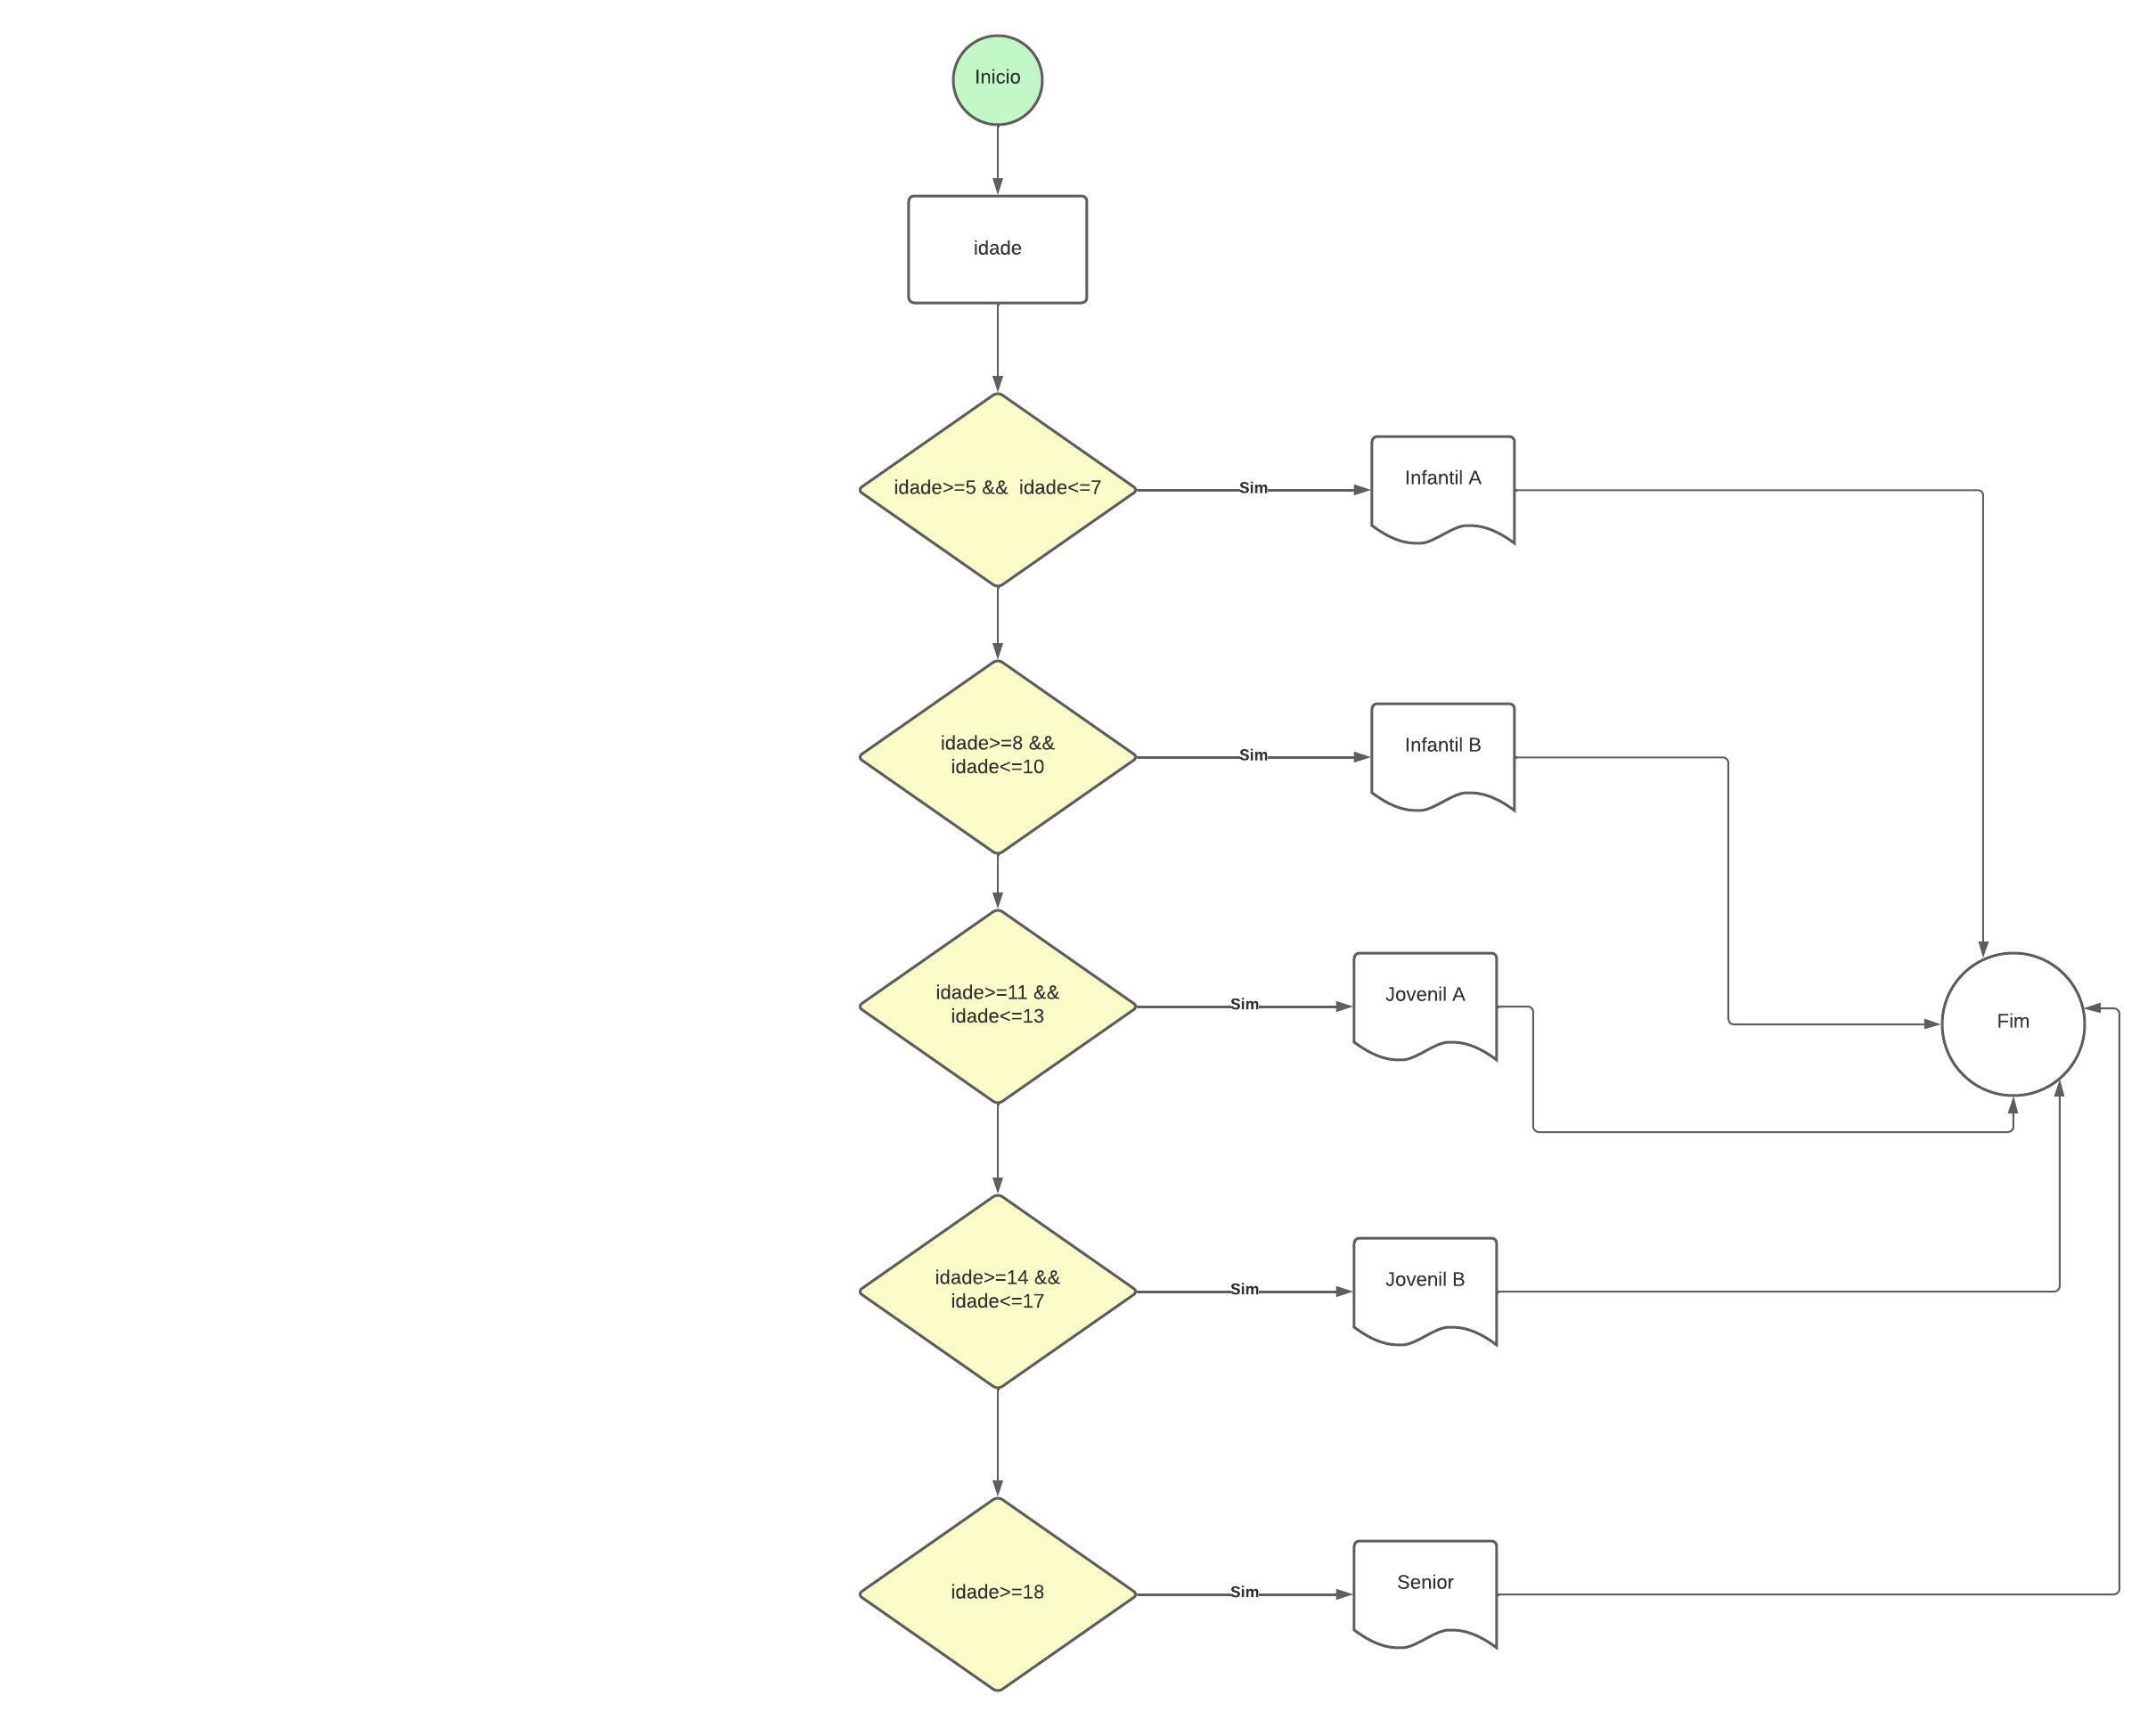 Inicio
idade
idade>=5 &&  idade<=7
Sim
Infantil A
idade>=8 &&
idade<=10
Sim
Infantil B
idade>=11 &&
idade<=13
Sim
Jovenil A
Fim
idade>=14 &&
idade<=17
Sim
Jovenil B
idade>=18
Sim
Senior